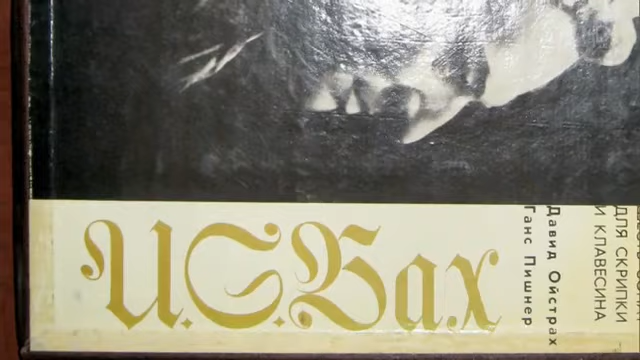 И.С.Бах
ДЛЯ СКРИПКИ
И КЛАВЕСИНА
Давид Ойстрах
Ганс Пишнер